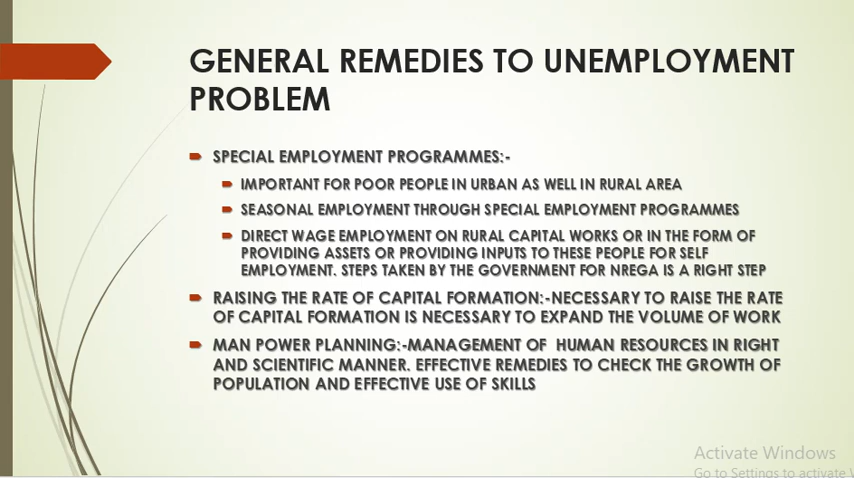 GENERAL REMEDIES TO UNEMPLOYMENT
PROBLEM
SPECIAL EMPLOYMENT PROGRAMMES:-
IMPORTANT FOR POOR PEOPLE IN URBAN AS WELL IN RURAL AREA
SEASONAL EMPLOYMENT THROUGH SPECIAL EMPLOYMENT PROGRAMMES
DIRECT WAGE EMPLOYMENT ON RURAL CAPITAL WORKS OR IN THE FORM OF
PROVIDING ASSETS OR PROVIDING INPUTS TO THESE PEOPLE FOR SELF
EMPLOYMENT. STEPS TAKEN BY THE GOVERNMENT FOR NREGA IS A RIGHT STEP
RAISING THE RATE OF CAPITAL FORMATION:-NECESSARY TO RAISE THE RATE
OF CAPITAL FORMATION IS NECESSARY TO EXPAND THE VOLUME OF WORK
MAN POWER PLANNING:-MANAGEMENT OF HUMAN RESOURCES IN RIGHT
AND SCIENTIFIC MANNER. EFFECTIVE REMEDIES TO CHECK THE GROWTH OF
POPULATION AND EFFECTIVE USE OF SKILLS
Activate Windows
Go to Settings to activate